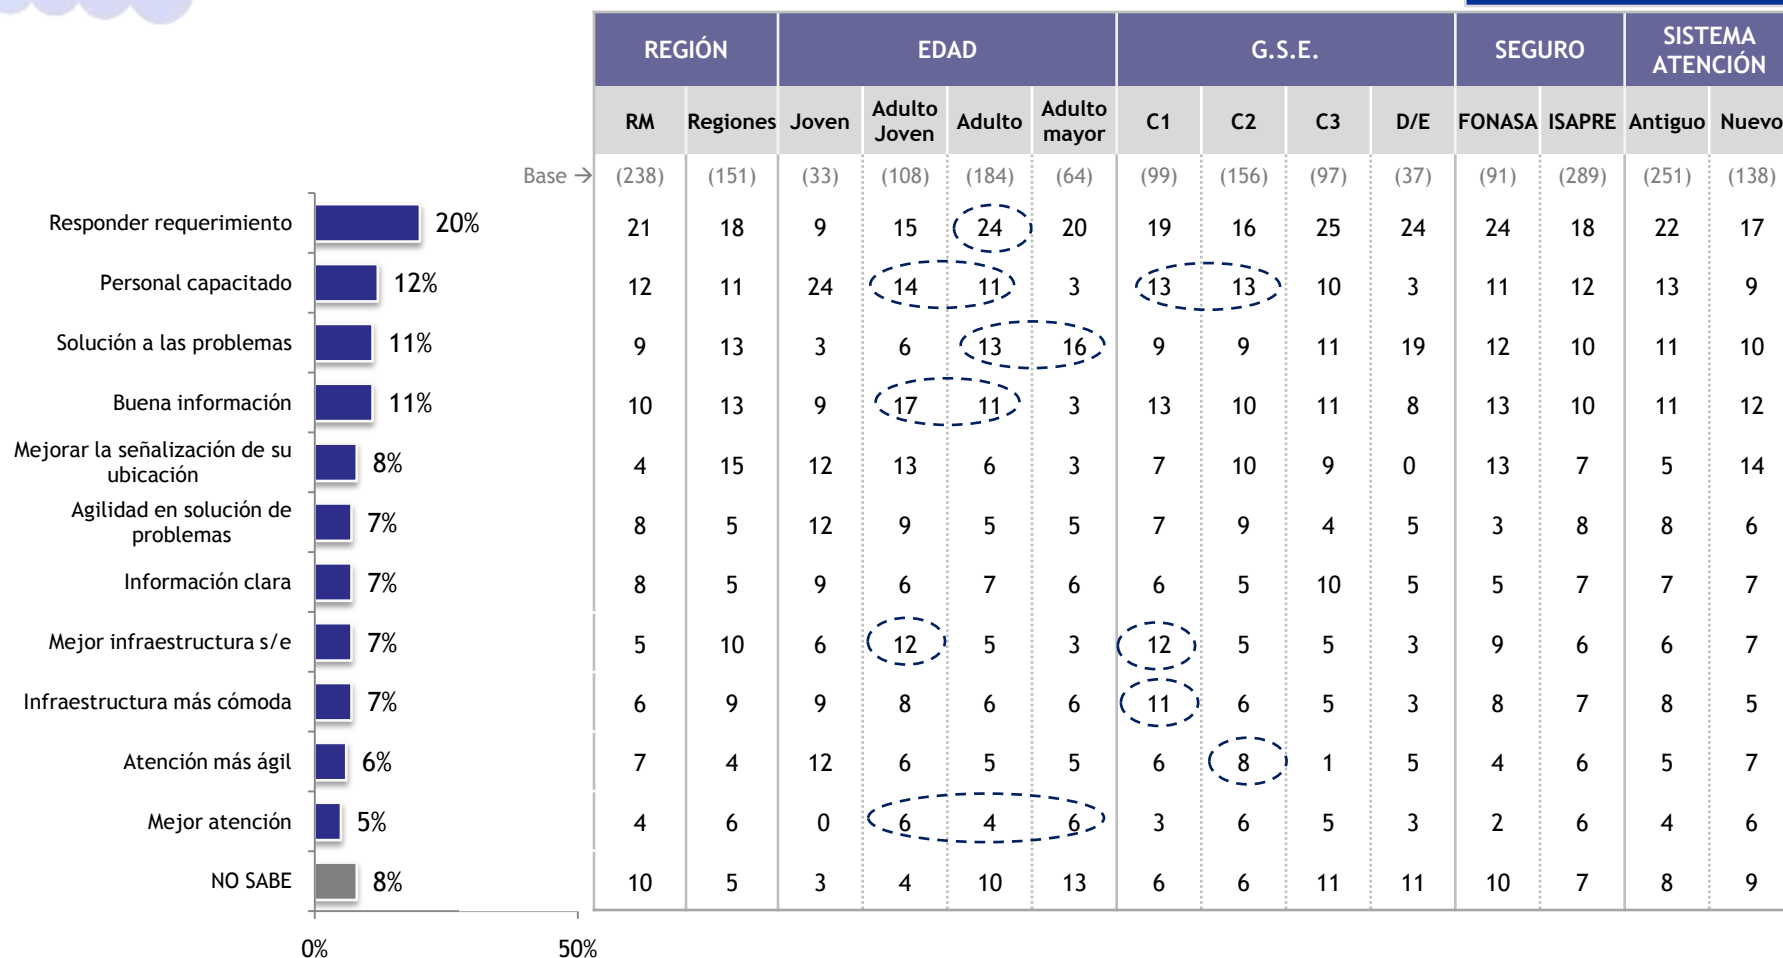 REGIÓN EDAD G.S.E. SEGURO SISTEMA
ATENCIÓN
RM Regiones Joven Adulto Joven Adulto Adulto mayor C1 C2 C3 D/E FONASA ISAPRE Antiguo Nuevo
Base → (238) (151) (33) (108) (184) (64) (99) (156) (97) (37) (91) (289) (251) (138)
Responder requerimiento 20% 21 18 9 15 24 20 19 16 25 24 24 18 22 17
Personal capacitado 12% 12 11 24 14 11 3 13 13 10 3 11 12 13 9
Solución a las problemas 11% 9 13 3 6 13 16 9 9 11 19 12 10 11 10
Buena información 11% 10 13 9 17 11 3 13 10 11 8 13 10 11 12
Mejorar la señalización de su
ubicación 8% 4 15 12 13 6 3 7 10 9 0 13 7 5 14
Agilidad en solución de
problemas 7% 8 5 12 9 5 5 7 9 4 5 3 8 8 6
Información clara 7% 8 5 9 6 7 6 6 5 10 5 5 7 7 7
Mejor infraestructura s/e 7% 5 10 6 12 5 3 12 5 5 3 9 6 6 7
Infraestructura más cómoda 7% 6 9 9 8 6 6 11 6 5 3 8 7 8 5
Atención más ágil 6% 7 4 12 6 5 5 6 8 1 5 4 6 5 7
Mejor atención 5% 4 6 0 6 4 6 3 6 5 3 2 6 4 6
NO SABE 8% 10 5 3 4 10 13 6 6 11 11 10 7 8 9
0% 50%